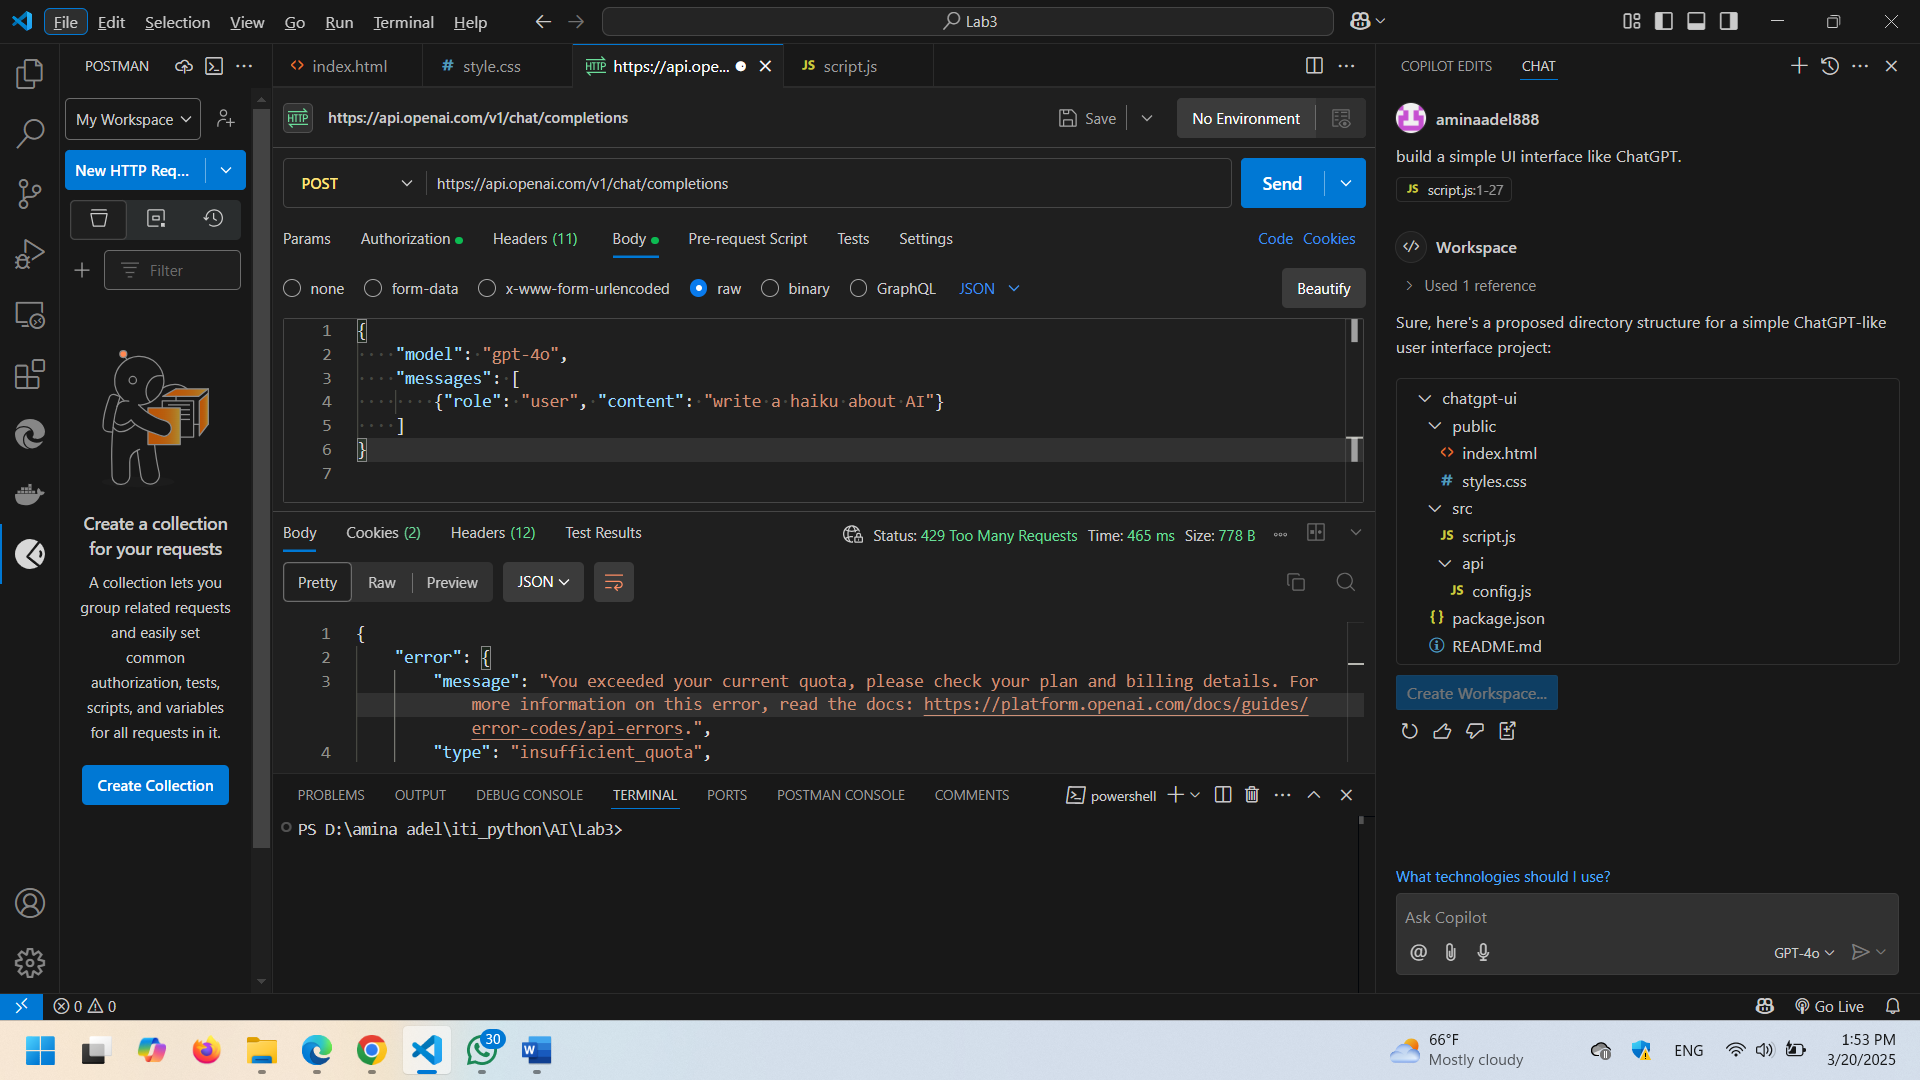 File Edit Selection View Go Run Terminal Help
Lab3
POSTMAN
My Workspace
New HTTP Req...
Filter
Create a collection
for your requests
A collection lets you
group related requests
and easily set
common
authorization, tests,
scripts, and variables
for all requests in it.
Create Collection
index.html
# style.css
HTTP https://api.ope...
JS script.js
HTTP https://api.openai.com/v1/chat/completions
Save
No Environment
POST
https://api.openai.com/v1/chat/completions
Send
Params Authorization Headers (11) Body Pre-request Script Tests Settings
Code Cookies
none form-data x-www-form-urlencoded raw binary GraphQL JSON
Beautify
1 {
2 "model": "gpt-4o",
3 "messages": [
4 {"role": "user", "content": "write a haiku about AI"}
5 ]
6 }
7
Body Cookies (2) Headers (12) Test Results
Status: 429 Too Many Requests Time: 465 ms Size: 778 B
Pretty Raw Preview JSON
1 {
2 "error": {
3 "message": "You exceeded your current quota, please check your plan and billing details. For
more information on this error, read the docs: https://platform.openai.com/docs/guides/
error-codes/api-errors.",
4 "type": "insufficient_quota",
PROBLEMS OUTPUT DEBUG CONSOLE TERMINAL PORTS POSTMAN CONSOLE COMMENTS
powershell
PS D:\amina adel\iti_python\AI\Lab3>
COPILOT EDITS CHAT
aminaadel888
build a simple UI interface like ChatGPT.
JS script.js:1-27
Workspace
Used 1 reference
Sure, here's a proposed directory structure for a simple ChatGPT-like
user interface project:
chatgpt-ui
public
index.html
# styles.css
src
JS script.js
api
JS config.js
{} package.json
README.md
Create Workspace...
What technologies should I use?
Ask Copilot
@
GPT-4o
0 0
Go Live
30
66°F
Mostly cloudy
ENG
1:53 PM
3/20/2025